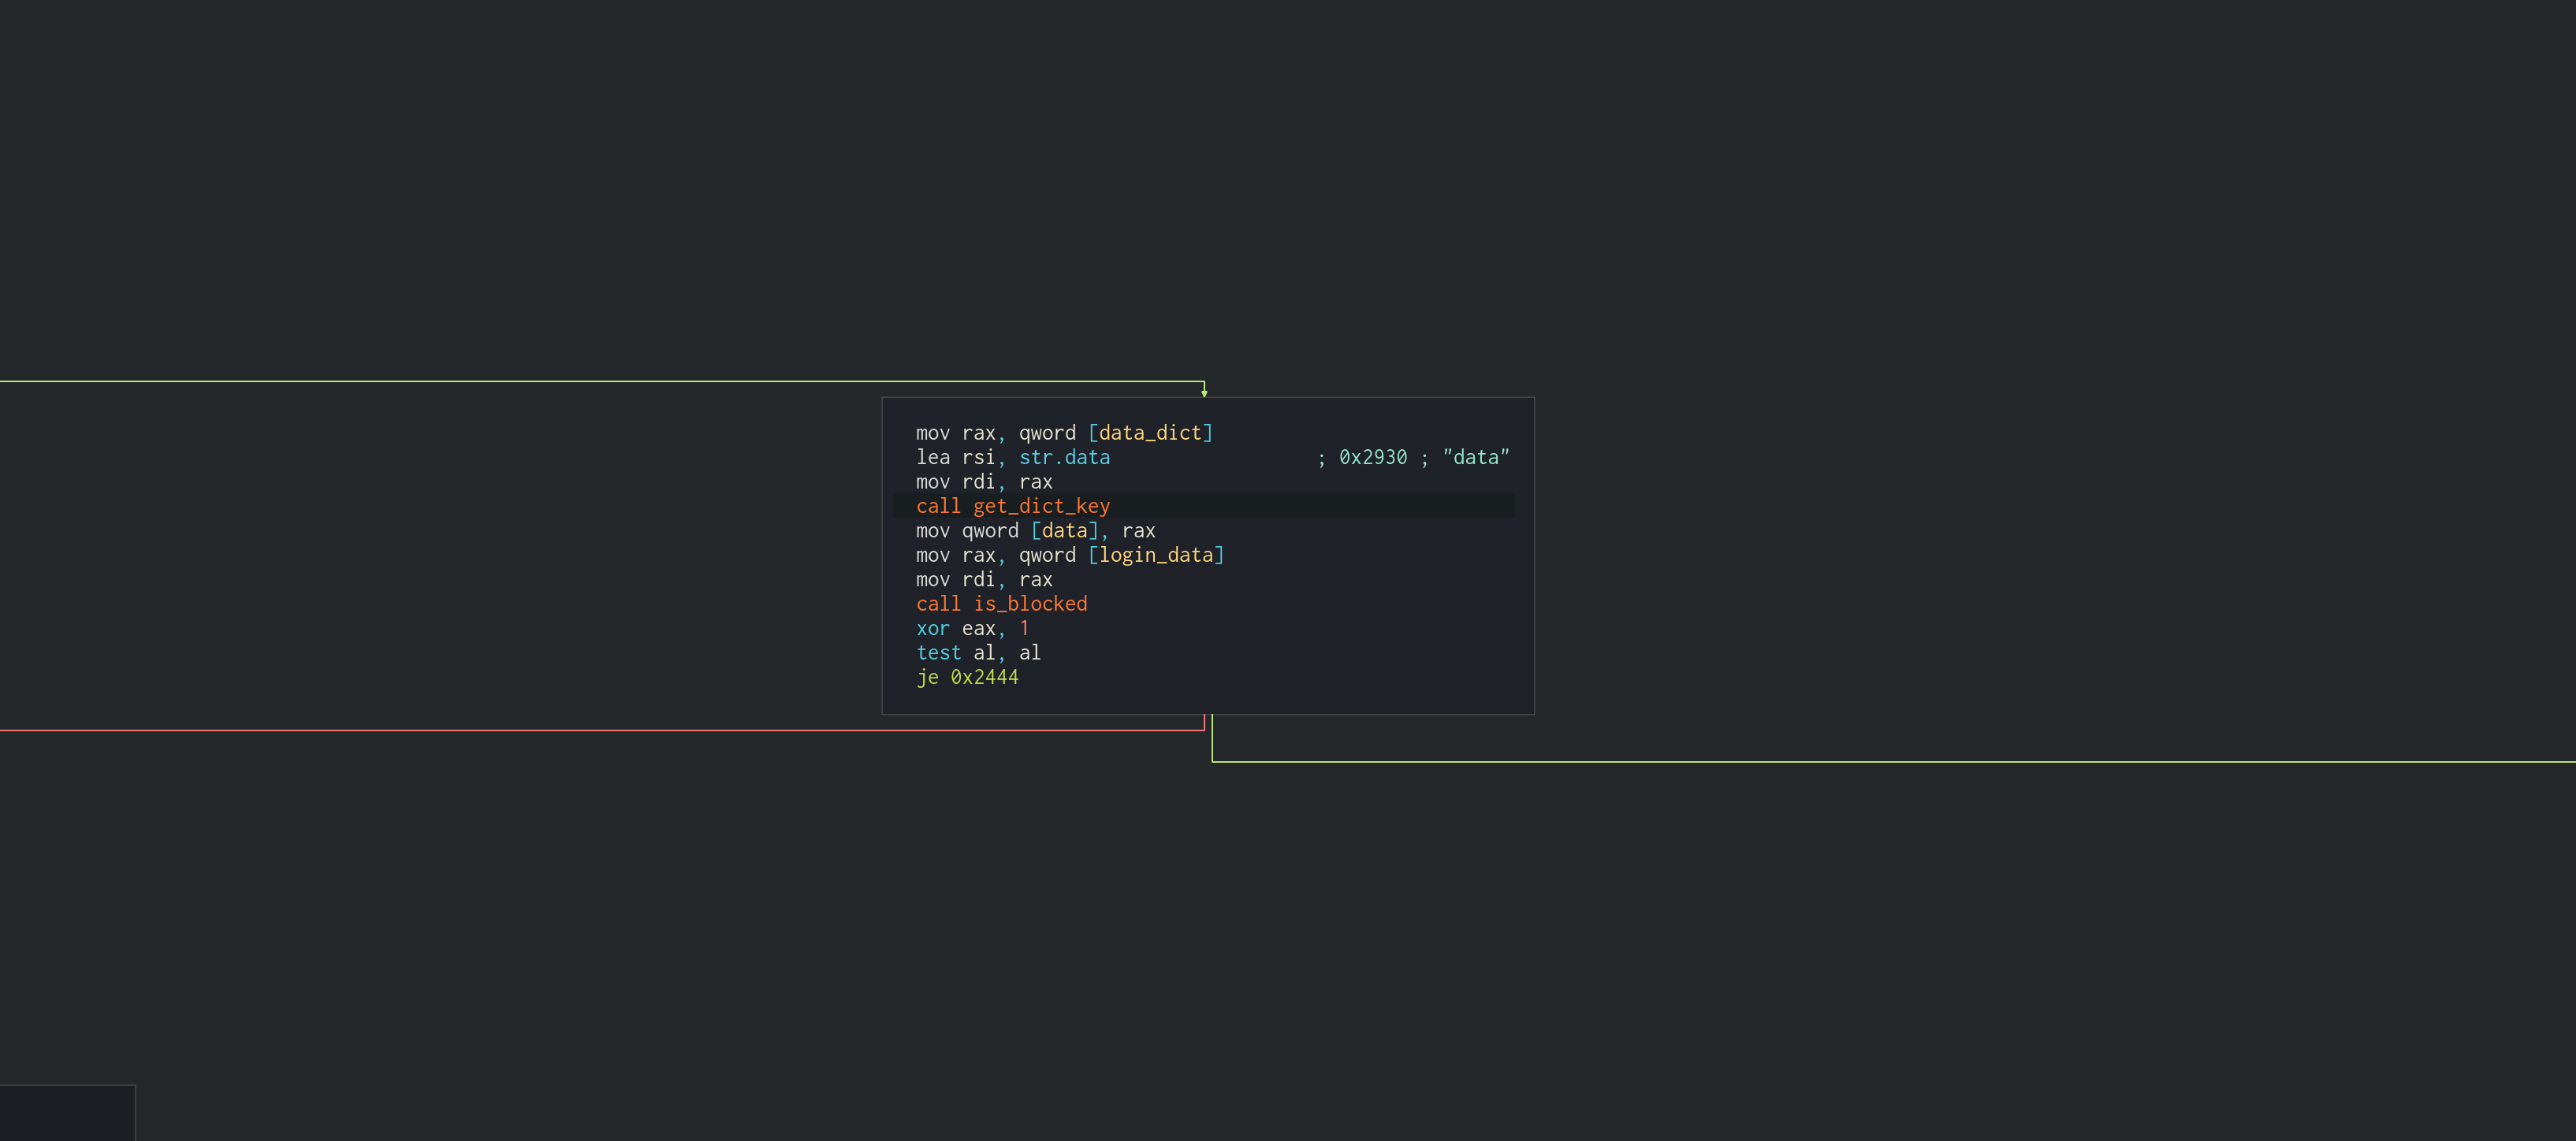 mov rax, qword [data_dict]
lea rsi, str.data ; 0x2930 ; "data"
mov rdi, rax
call get_dict_key
mov qword [data], rax
mov rax, qword [login_data]
mov rdi, rax
call is_blocked
xor eax, 1
test al, al
je 0x2444